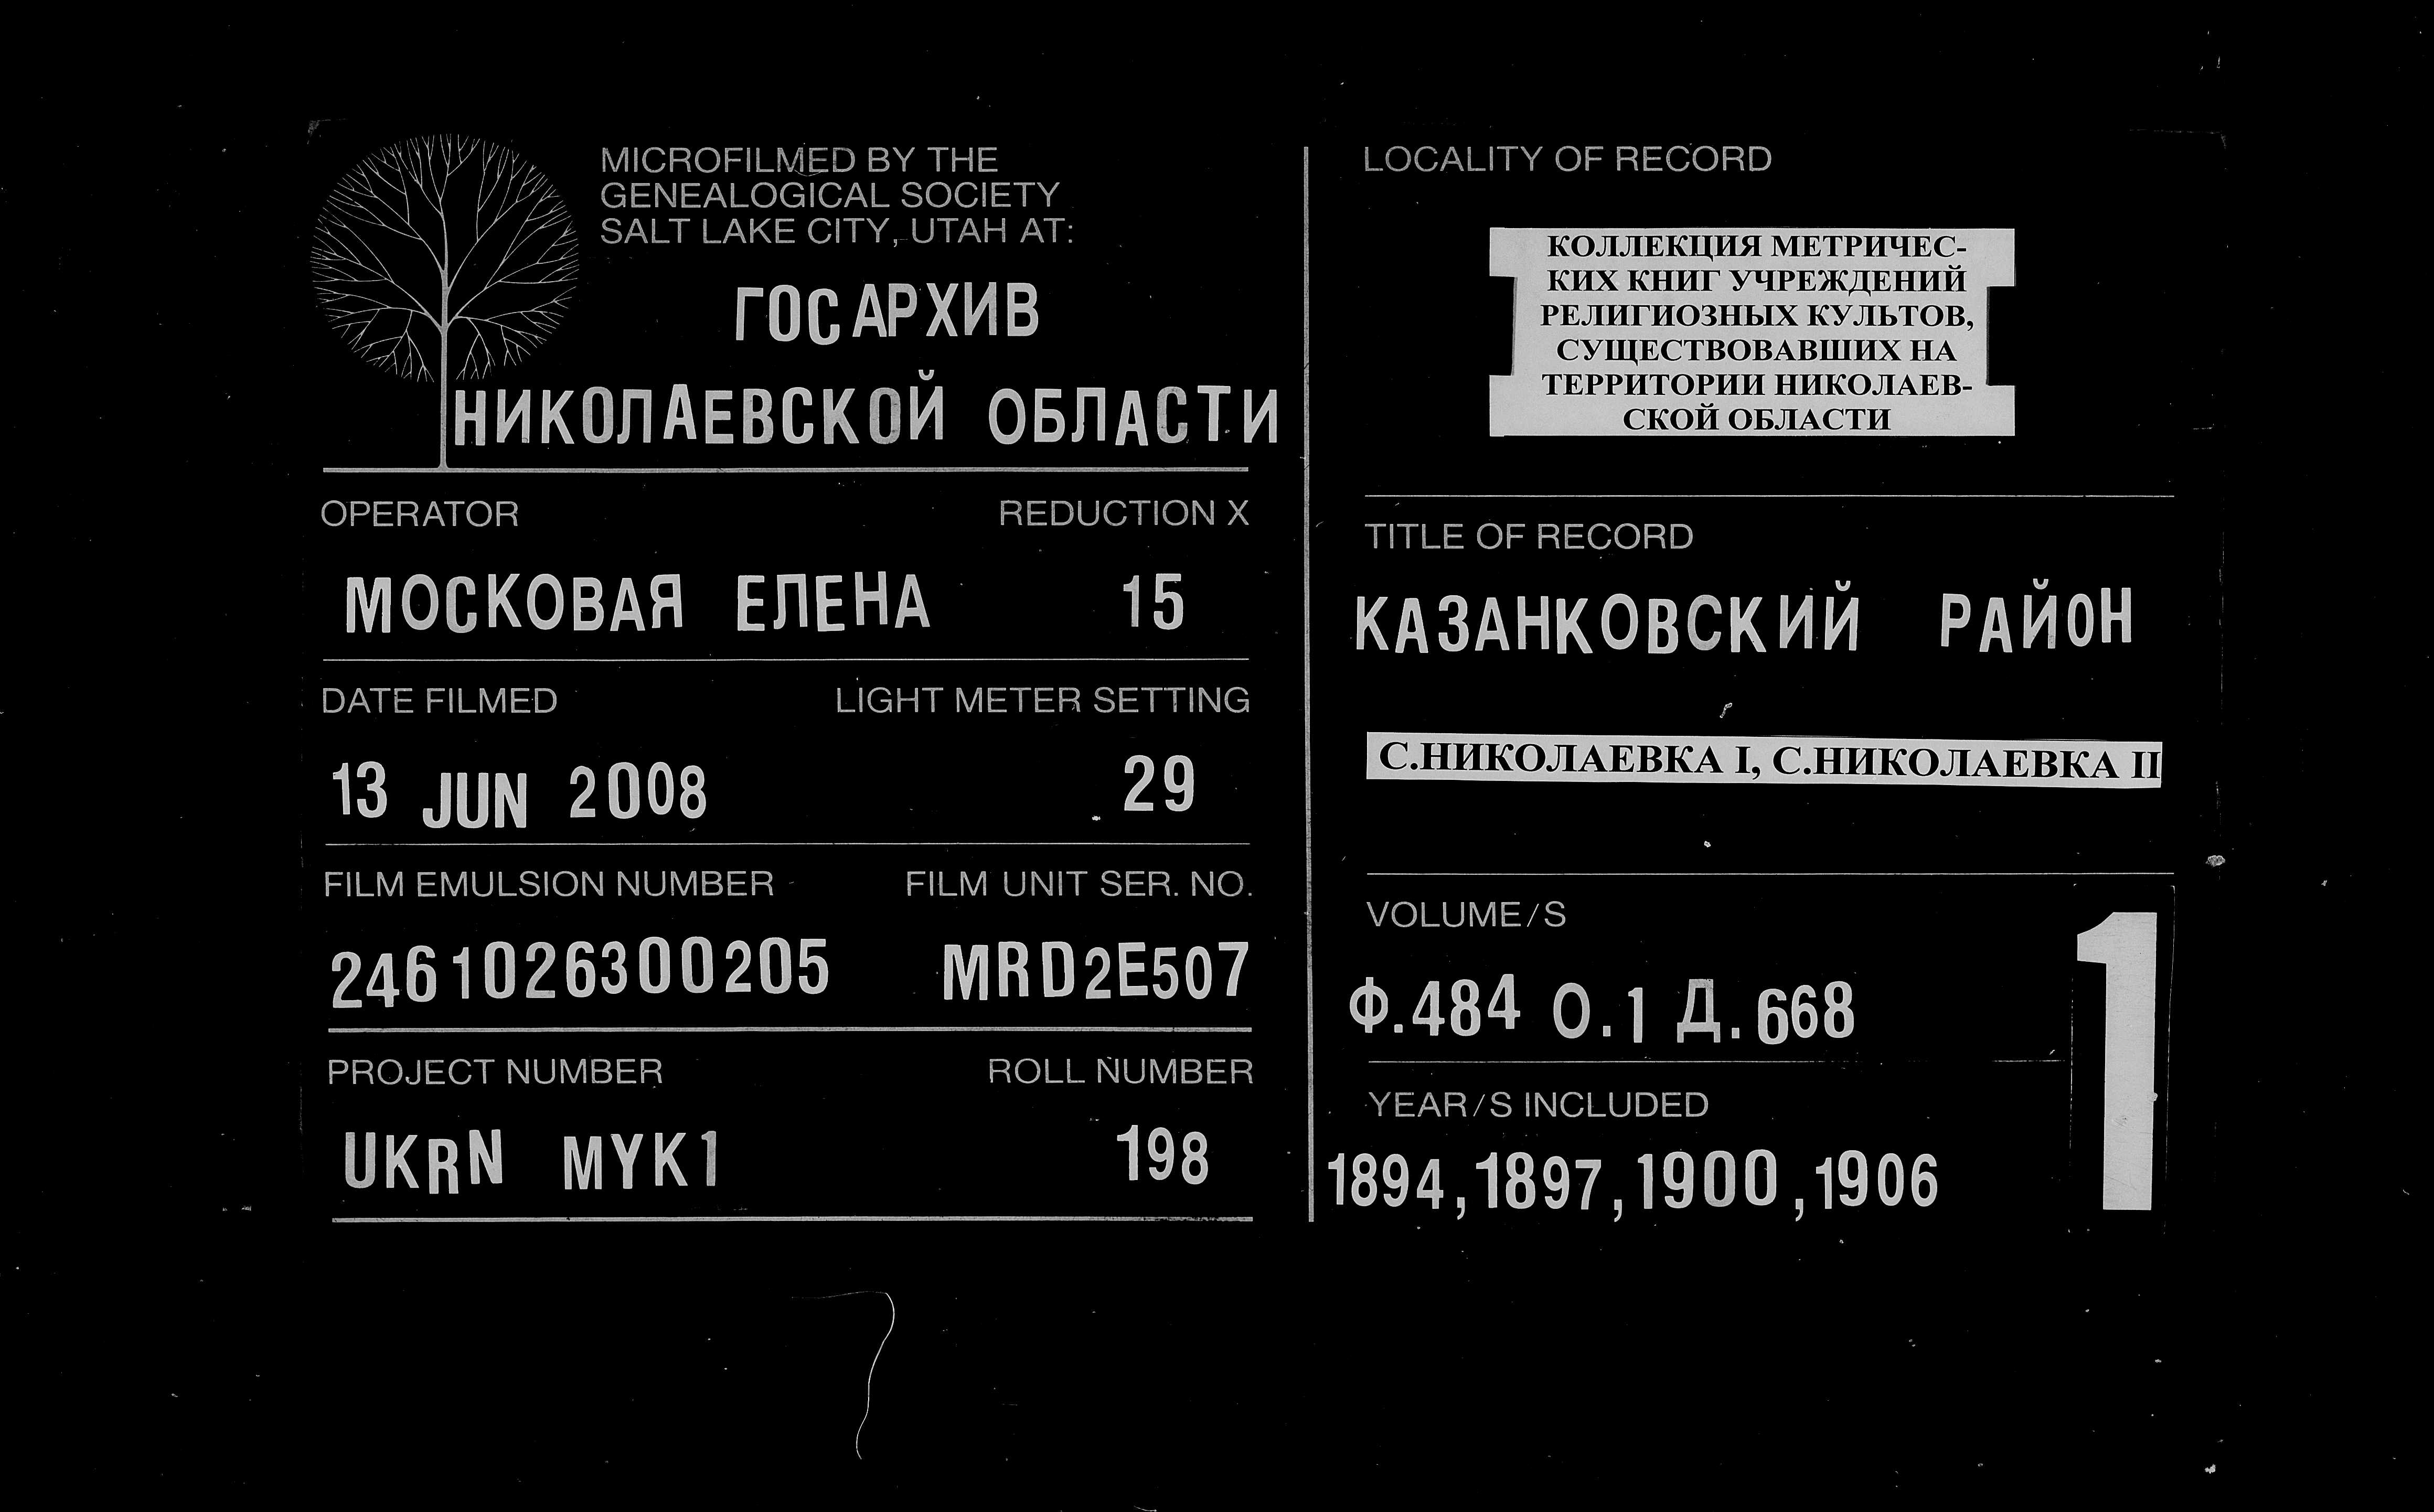 MICROFILMED BY THE
GENEALOGICAL SOCIETY
SALT LAKE CITY, UTAH AT:
ГОСАРХИВ
НИКОЛАЕВСКОЙ ОБЛАСТИ
OPERATOR REDUCTION X
МОСКОВАЯ ЕЛЕНА 15
DATE FILMED LIGHT METER SETTING
13 JUN 2008 29
FILM EMULSION NUMBER FILM UNIT SER. NO.
2461026300205 MRD2E507
PROJECT NUMBER ROLL NUMBER
UKRN MYK1 198
LOCALITY OF RECORD
КОЛЛЕКЦИЯ МЕТРИЧЕС-
КИХ КНИГ УЧРЕЖДЕНИЙ
РЕЛИГИОЗНЫХ КУЛЬТОВ,
СУЩЕСТВОВАВШИХ НА
ТЕРРИТОРИИ НИКОЛАЕВ-
СКОЙ ОБЛАСТИ
TITLE OF RECORD
КАЗАНКОВСКИЙ РАЙОН
С.НИКОЛАЕВКА I, С.НИКОЛАЕВКА II
VOLUME/S
Ф.484 О.1 Д.668
YEAR/S INCLUDED
1894,1897,1900,1906
1